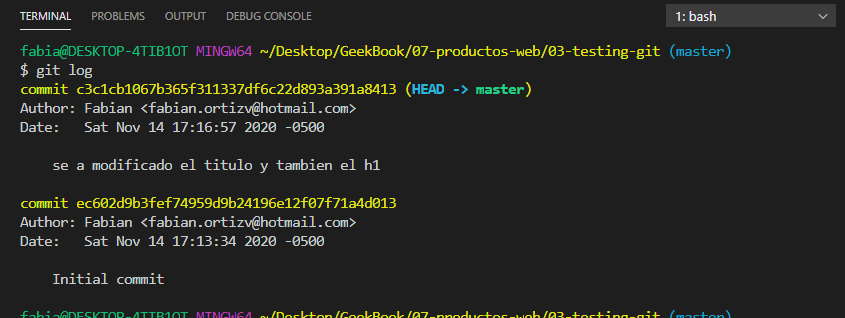 TERMINAL PROBLEMS OUTPUT DEBUG CONSOLE 1: bash
fabia@DESKTOP-4TIB1OT MINGW64 ~/Desktop/GeekBook/07-productos-web/03-testing-git (master)
$ git log
commit c3c1cb1067b365f311337df6c22d893a391a8413 (HEAD -> master)
Author: Fabian <fabian.ortizv@hotmail.com>
Date:   Sat Nov 14 17:16:57 2020 -0500
se a modificado el titulo y tambien el h1
commit ec602d9b3fef74959d9b24196e12f07f71a4d013
Author: Fabian <fabian.ortizv@hotmail.com>
Date:   Sat Nov 14 17:13:34 2020 -0500
Initial commit
fabia@DESKTOP-4TIB1OT MINGW64 ~/Desktop/GeekBook/07-productos-web/03-testing-git (master)